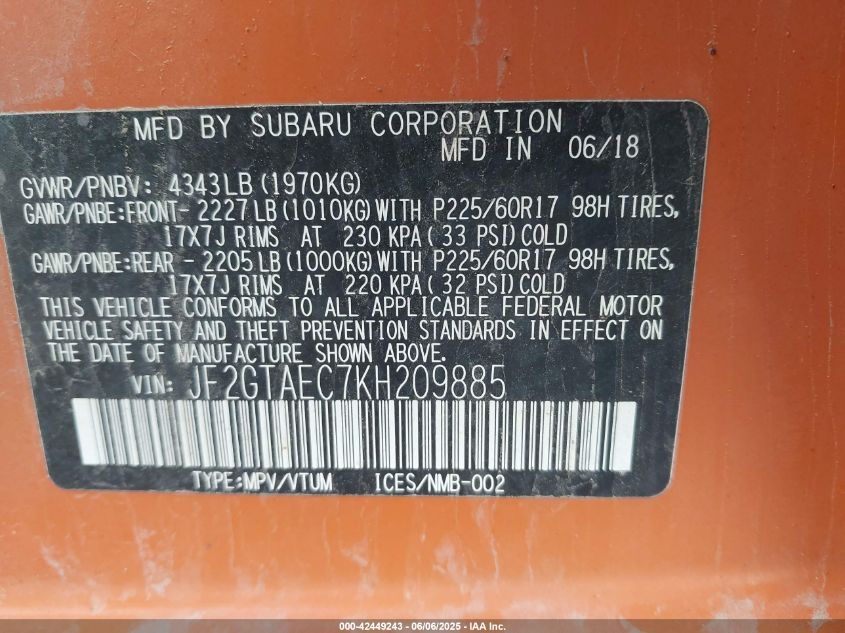 MFD BY SUBARU CORPORATION
MFD IN 06/18
GVWR/PNBV: 4343LB (1970KG)
GAWR/PNBE:FRONT- 2227LB(1010KG)WITH P225/60R17 98H TIRES,
17X7J RIMS AT 230 KPA( 33 PSI)COLD
GAWR/PNBE:REAR - 2205LB(1000KG)WITH P225/60R17 98H TIRES,
17X7J RIMS AT 220 KPA( 32 PSI)COLD
THIS VEHICLE CONFORMS TO ALL APPLICABLE FEDERAL MOTOR
VEHICLE SAFETY AND THEFT PREVENTION STANDARDS IN EFFECT ON
THE DATE OF MANUFACTURE SHOWN ABOVE.
VIN: JF2GTAEC7KH209885
TYPE:MPV/VTUM ICES/NMB-002
000-42449243 - 06/06/2025 - IAA Inc.